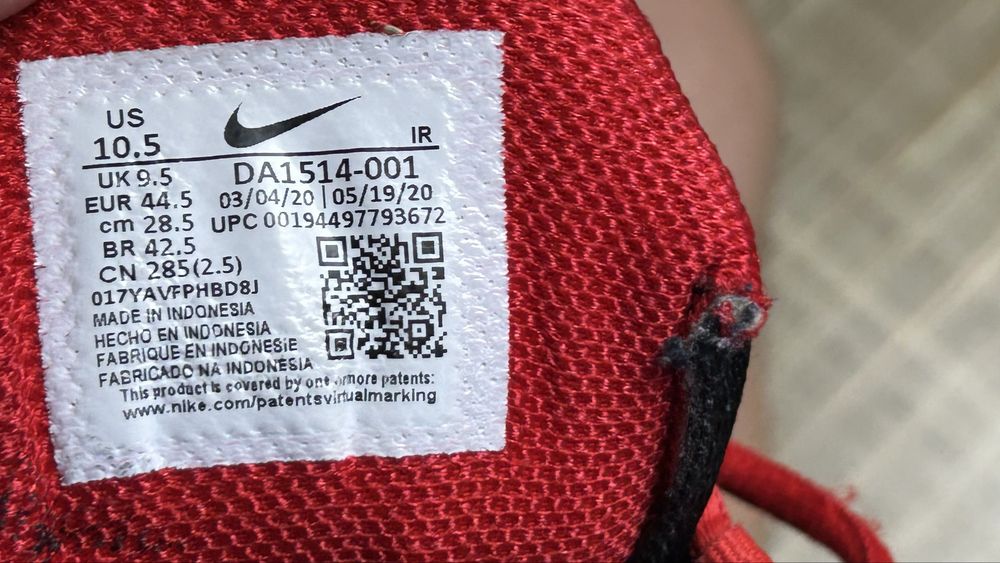 US
10.5
IR
UK 9.5
DA1514-001
EUR 44.5
03/04/20 | 05/19/20
cm 28.5
UPC 00194497793672
BR 42.5
CN 285(2.5)
017YAVFPHBD8J
MADE IN INDONESIA
HECHO EN INDONESIA
FABRIQUE EN INDONESIE
FABRICADO NA INDONESIA
This product is covered by one ormore patents:
www.nike.com/patentsvirtualmarking